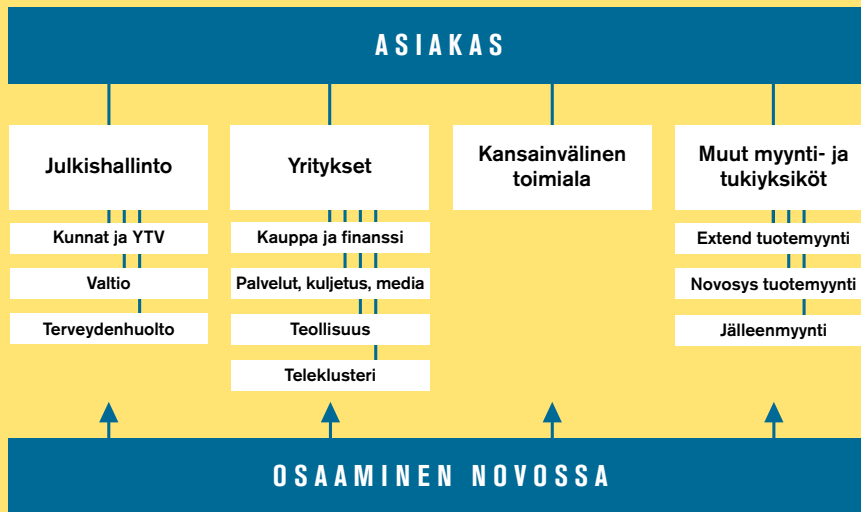 ASIAKAS
Julkishallinto
Kunnat ja YTV
Valtio
Terveydenhuolto
Yritykset
Kauppa ja finanssi
Palvelut, kuljetus, media
Teollisuus
Teleklusteri
Kansainvälinen
toimiala
Muut myynti- ja
tukiyksiköt
Extend tuotemyynti
Novosys tuotemyynti
Jälleenmyynti
OSAAMINEN NOVOSSA